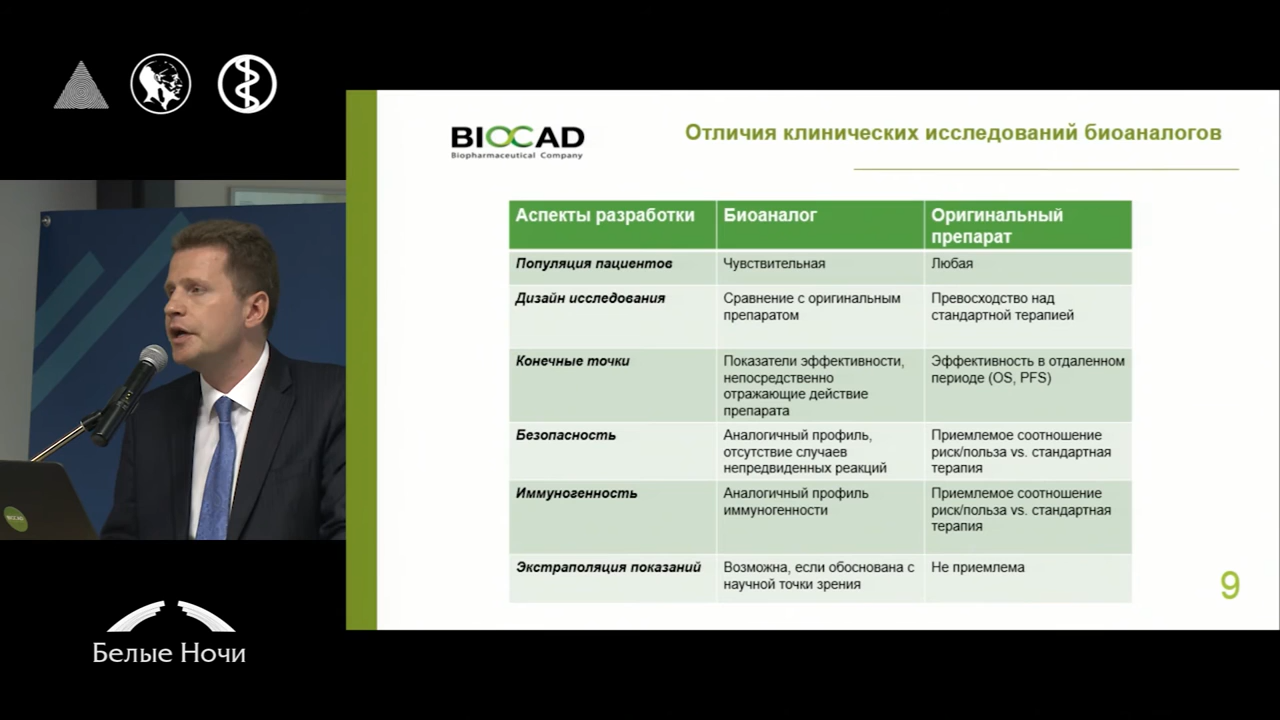 BIOCAD
Biopharmaceutical Company
Отличия клинических исследований биоаналогов
Аспекты разработки
Биоаналог
Оригинальный
препарат
Популяция пациентов
Чувствительная
Любая
Дизайн исследования
Сравнение с оригинальным
препаратом
Превосходство над
стандартной терапией
Конечные точки
Показатели эффективности,
непосредственно
отражающие действие
препарата
Эффективность в отдаленном
периоде (OS, PFS)
Безопасность
Аналогичный профиль,
отсутствие случаев
непредвиденных реакций
Приемлемое соотношение
риск/польза vs. стандартная
терапия
Иммуногенность
Аналогичный профиль
иммуногенности
Приемлемое соотношение
риск/польза vs. стандартная
терапия
Экстраполяция показаний
Возможна, если обоснована с
научной точки зрения
Не приемлема
9
BIOCAD
Белые Ночи